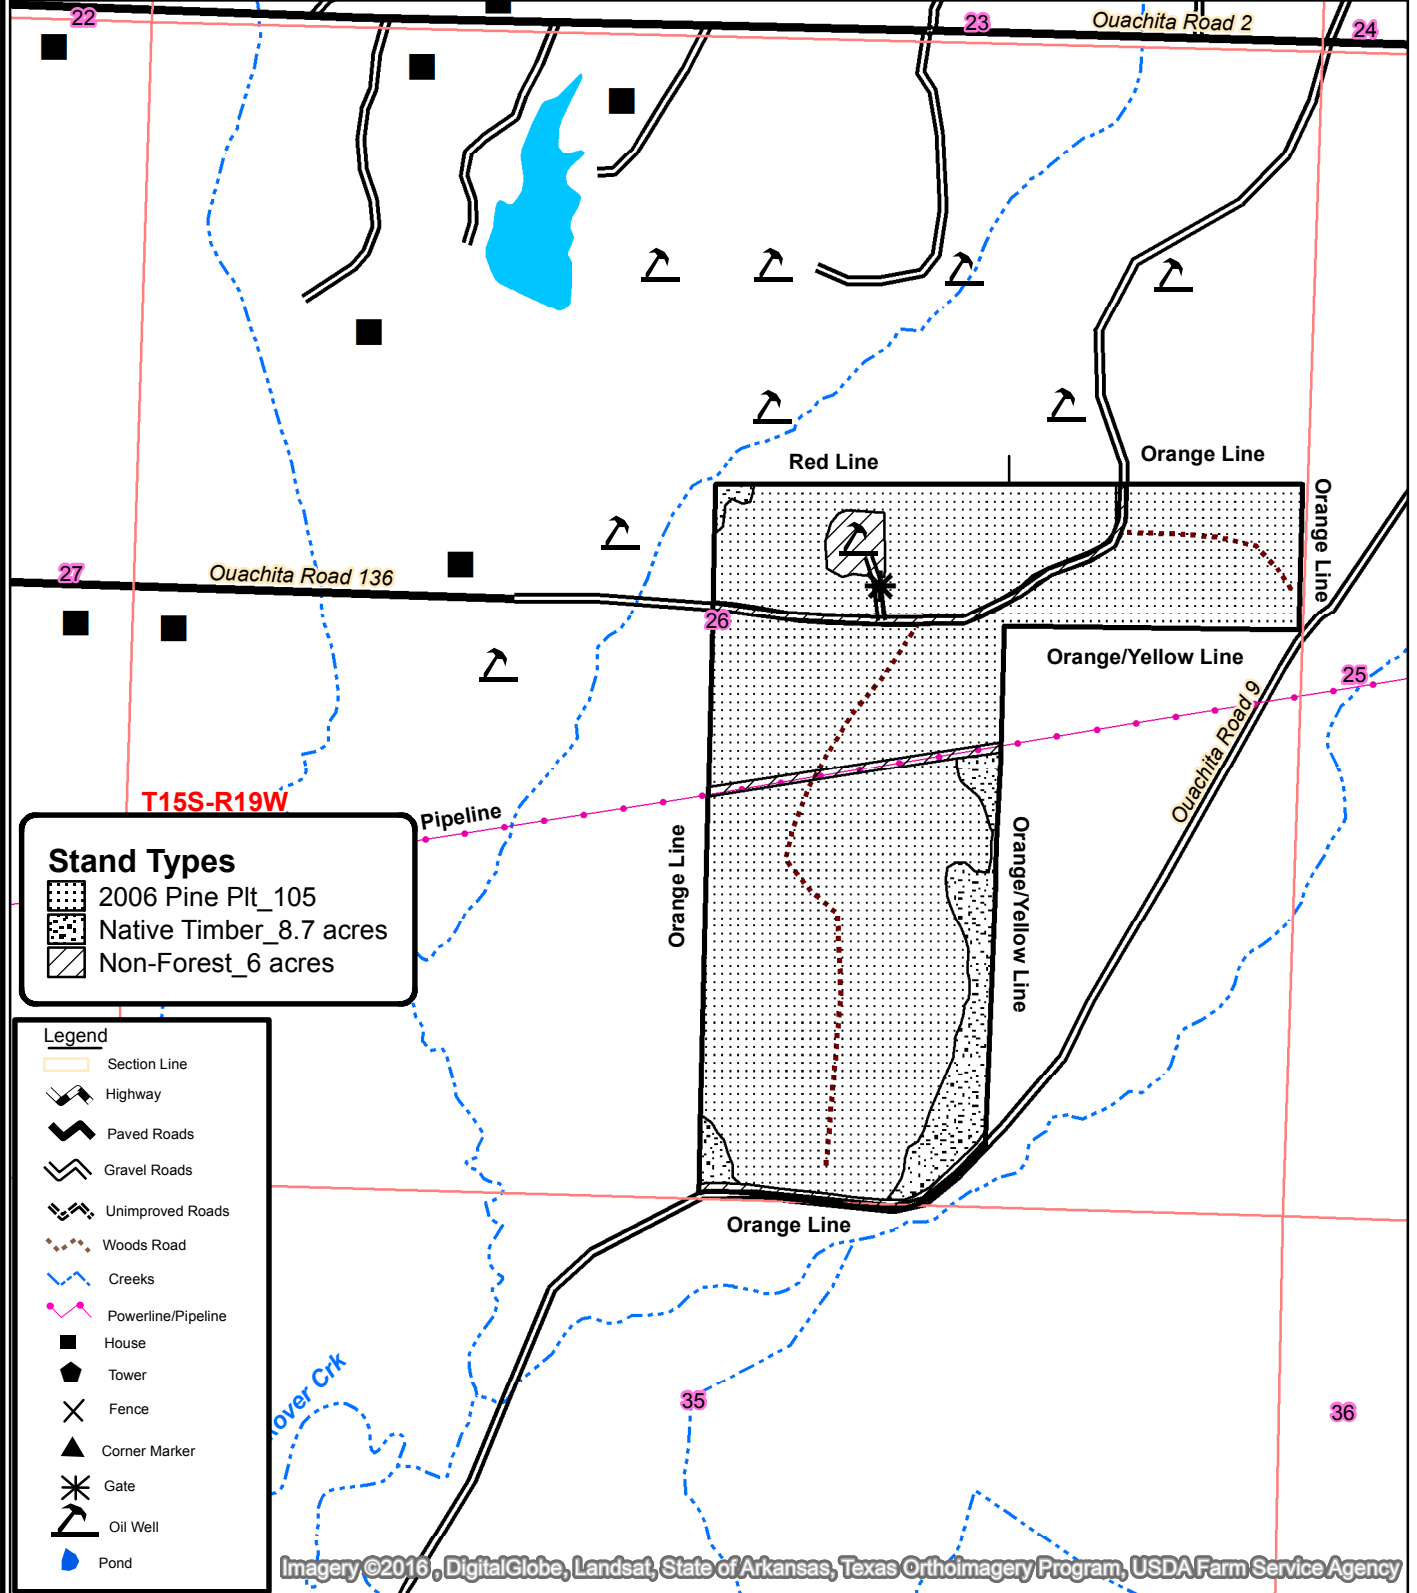 22
23
Ouachita Road 2
24
Red Line
Orange Line
Orange Line
27
Ouachita Road 136
26
Orange/Yellow Line
25
Ouachita Road 9
T15S-R19W
Pipeline
Orange Line
Orange/Yellow Line
Stand Types
2006 Pine Plt_105
Native Timber_8.7 acres
Non-Forest_6 acres
Orange Line
Legend
Section Line
Highway
Paved Roads
Gravel Roads
Unimproved Roads
Woods Road
Creeks
Powerline/Pipeline
House
Tower
Fence
Corner Marker
Gate
Oil Well
Pond
Crk
35
36
Imagery ©2016 , DigitalGlobe, Landsat, State of Arkansas, Texas Orthoimagery Program, USDA Farm Service Agency